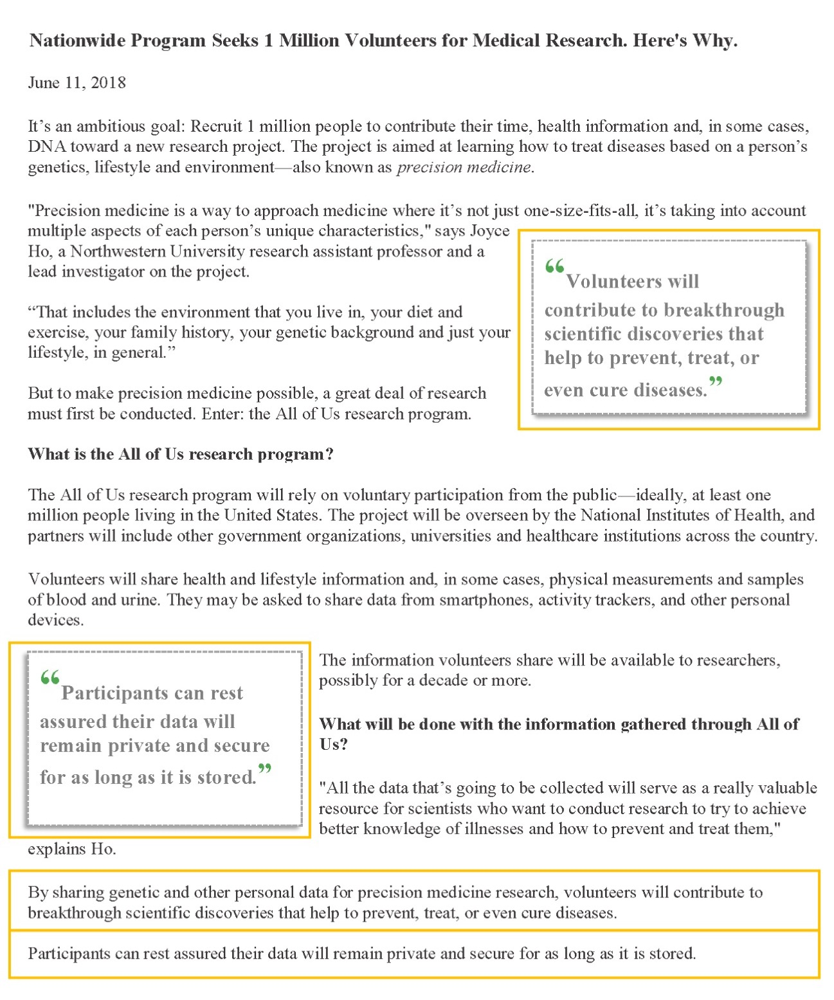 Nationwide Program Seeks 1 Million Volunteers for Medical Research. Here's Why.
June 11, 2018
It’s an ambitious goal: Recruit 1 million people to contribute their time, health information and, in some cases,
DNA toward a new research project. The project is aimed at learning how to treat diseases based on a person’s
genetics, lifestyle and environment—also known as precision medicine.
"Precision medicine is a way to approach medicine where it’s not just one-size-fits-all, it’s taking into account
multiple aspects of each person’s unique characteristics," says Joyce
Ho, a Northwestern University research assistant professor and a
lead investigator on the project.
“That includes the environment that you live in, your diet and
exercise, your family history, your genetic background and just your
lifestyle, in general.”
But to make precision medicine possible, a great deal of research
must first be conducted. Enter: the All of Us research program.
“Volunteers will
contribute to breakthrough
scientific discoveries that
help to prevent, treat, or
even cure diseases.”
What is the All of Us research program?
The All of Us research program will rely on voluntary participation from the public—ideally, at least one
million people living in the United States. The project will be overseen by the National Institutes of Health, and
partners will include other government organizations, universities and healthcare institutions across the country.
Volunteers will share health and lifestyle information and, in some cases, physical measurements and samples
of blood and urine. They may be asked to share data from smartphones, activity trackers, and other personal
devices.
“Participants can rest
assured their data will
remain private and secure
for as long as it is stored.”
The information volunteers share will be available to researchers,
possibly for a decade or more.
What will be done with the information gathered through All of
Us?
"All the data that’s going to be collected will serve as a really valuable
resource for scientists who want to conduct research to try to achieve
better knowledge of illnesses and how to prevent and treat them,"
explains Ho.
By sharing genetic and other personal data for precision medicine research, volunteers will contribute to
breakthrough scientific discoveries that help to prevent, treat, or even cure diseases.
Participants can rest assured their data will remain private and secure for as long as it is stored.